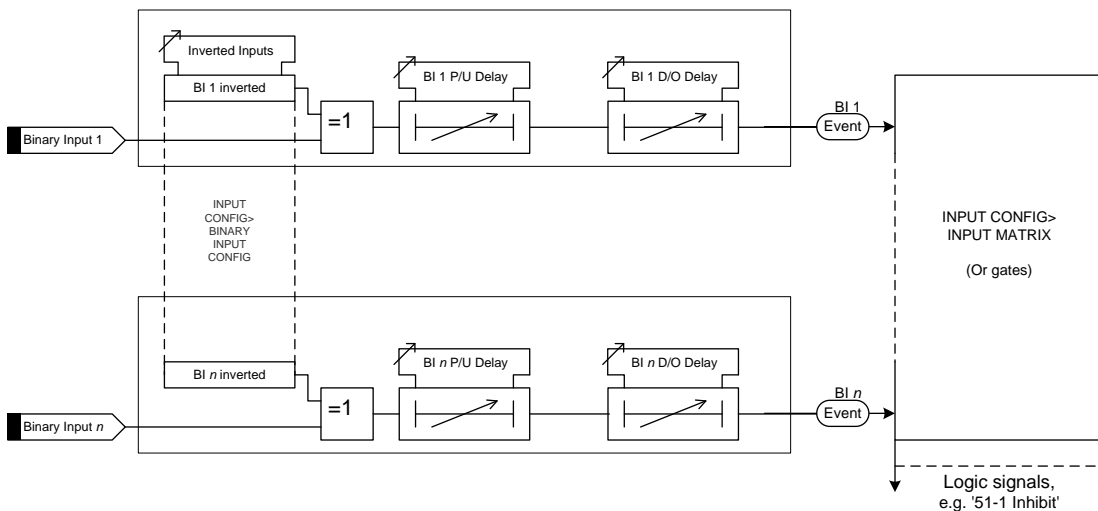 Inverted Inputs
BI 1 inverted
BI 1 P/U Delay
BI 1 D/O Delay
BI 1
Event
Binary Input 1
=1
INPUT
CONFIG>
BINARY
INPUT
CONFIG
INPUT CONFIG>
INPUT MATRIX
(Or gates)
BI n inverted
BI n P/U Delay
BI n D/O Delay
BI n
Event
Binary Input n
=1
Logic signals,
e.g. '51-1 Inhibit'